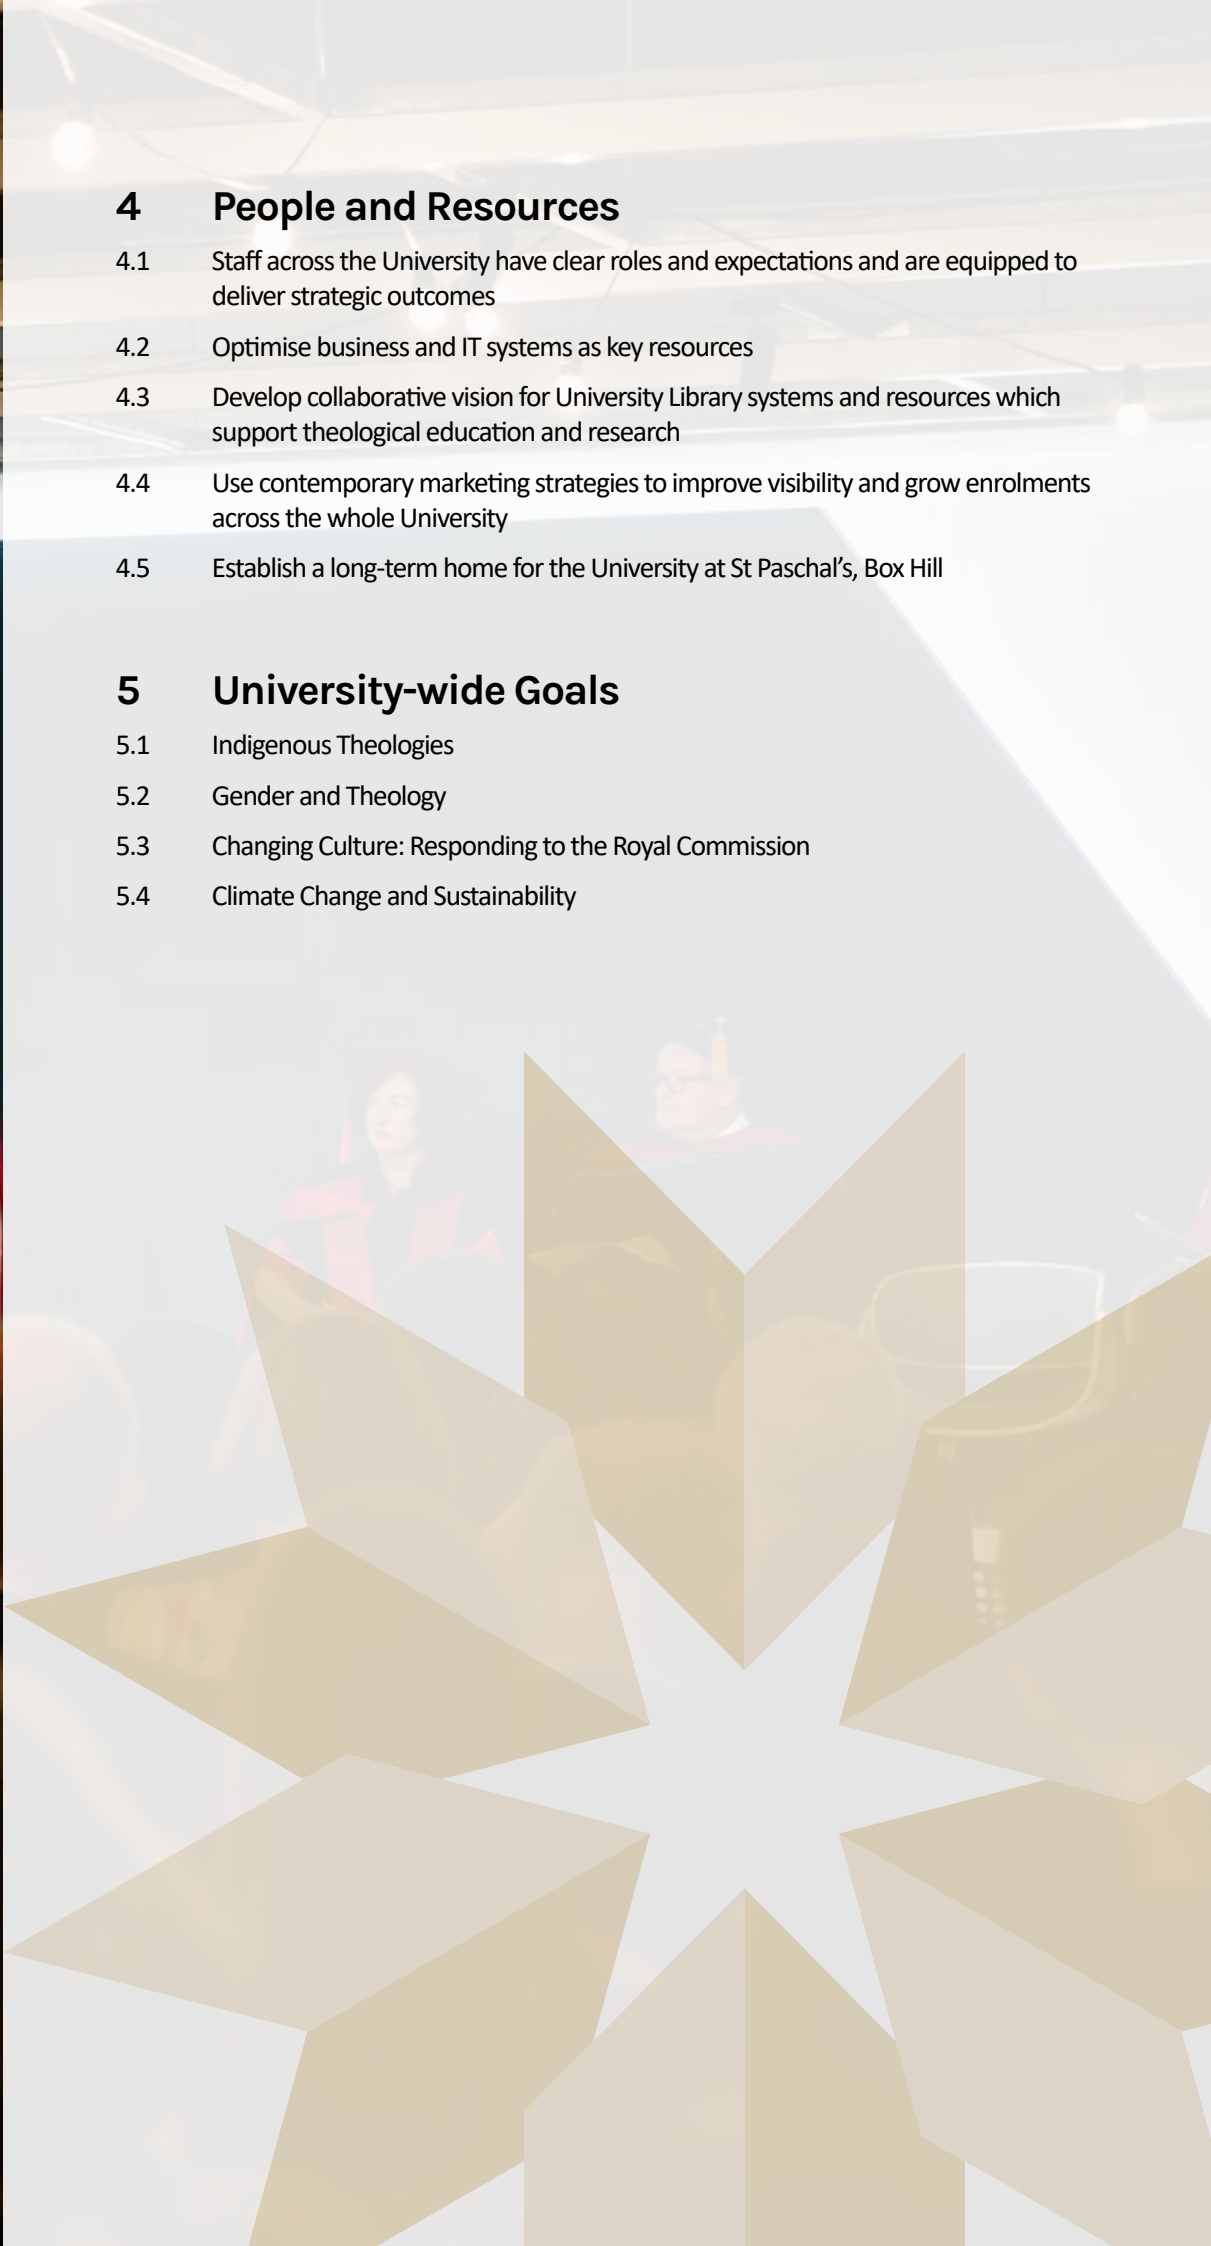 4 People and Resources
4.1 Staff across the University have clear roles and expectations and are equipped to
deliver strategic outcomes
4.2 Optimise business and IT systems as key resources
4.3 Develop collaborative vision for University Library systems and resources which
support theological education and research
4.4 Use contemporary marketing strategies to improve visibility and grow enrolments
across the whole University
4.5 Establish a long-term home for the University at St Paschal’s, Box Hill
5 University-wide Goals
5.1 Indigenous Theologies
5.2 Gender and Theology
5.3 Changing Culture: Responding to the Royal Commission
5.4 Climate Change and Sustainability